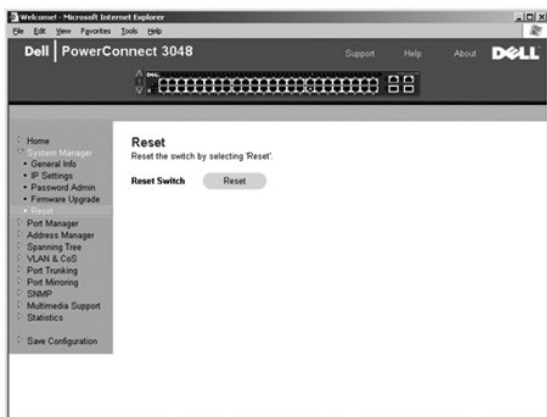 Welcome! - Microsoft Internet Explorer
File Edit View Favorites Tools Help
Dell PowerConnect 3048
Support Help About DELL
Home
System Manager
General Info
IP Settings
Password Admin
Firmware Upgrade
Reset
Port Manager
Address Manager
Spanning Tree
VLAN & CoS
Port Trunking
Port Mirroring
SNMP
Multimedia Support
Statistics
Save Configuration
Reset
Reset the switch by selecting 'Reset'.
Reset Switch Reset